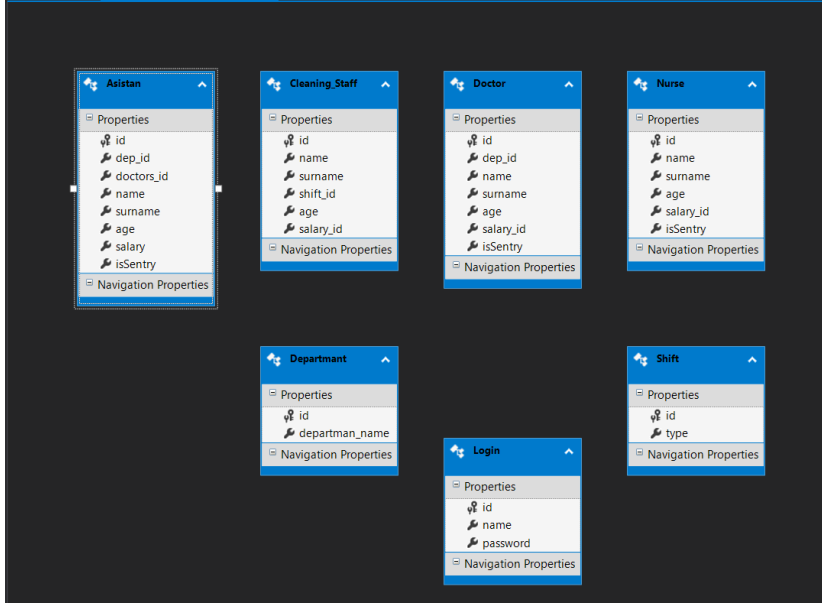 Asistan
Properties
id
dep_id
doctors_id
name
surname
age
salary
isSentry
Navigation Properties
Cleaning_Staff
Properties
id
name
surname
shift_id
age
salary_id
Navigation Properties
Doctor
Properties
id
dep_id
name
surname
age
salary_id
isSentry
Navigation Properties
Nurse
Properties
id
name
surname
age
salary_id
isSentry
Navigation Properties
Departmant
Properties
id
departman_name
Navigation Properties
Login
Properties
id
name
password
Navigation Properties
Shift
Properties
id
type
Navigation Properties